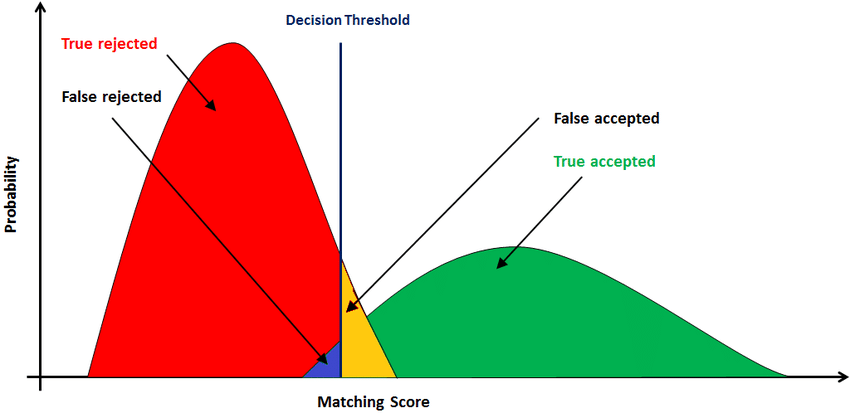 Decision Threshold
True rejected
False rejected
False accepted
True accepted
Probability
Matching Score